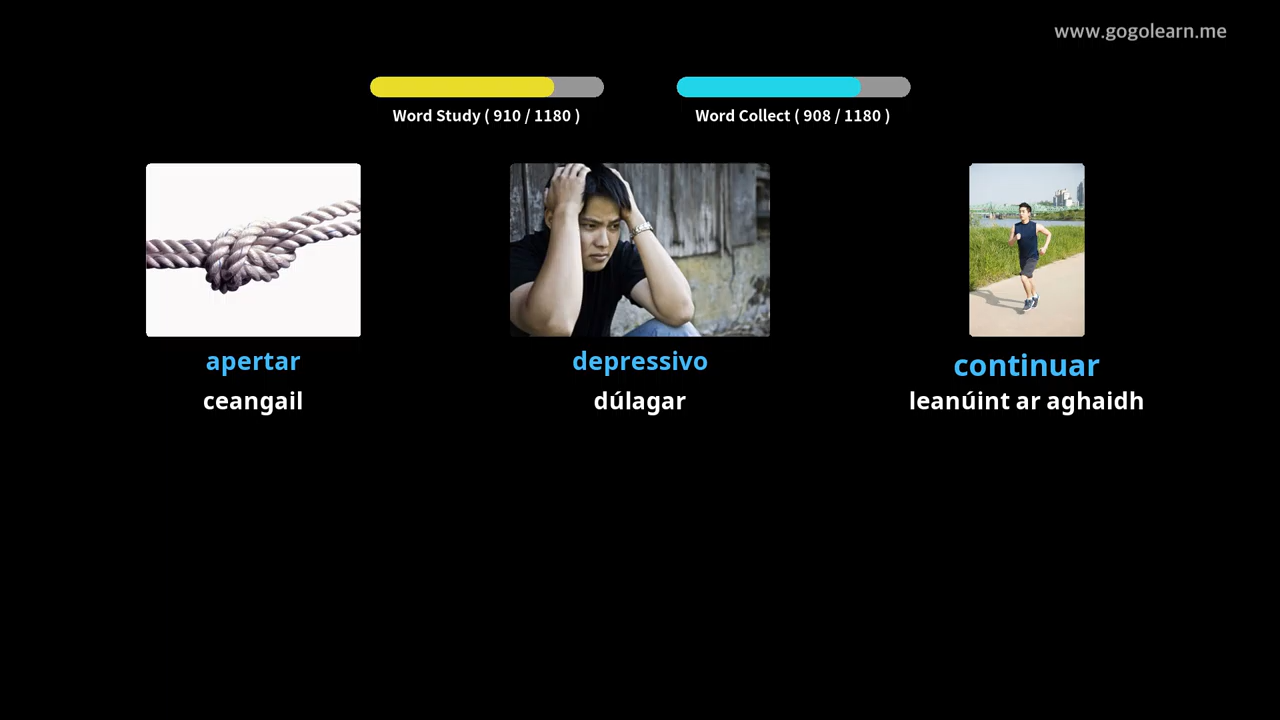 www.gogolearn.me
Word Study ( 910 / 1180 )
Word Collect ( 908 / 1180 )
apertar
ceangail
depressivo
dúlagar
continuar
leanúint ar aghaidh